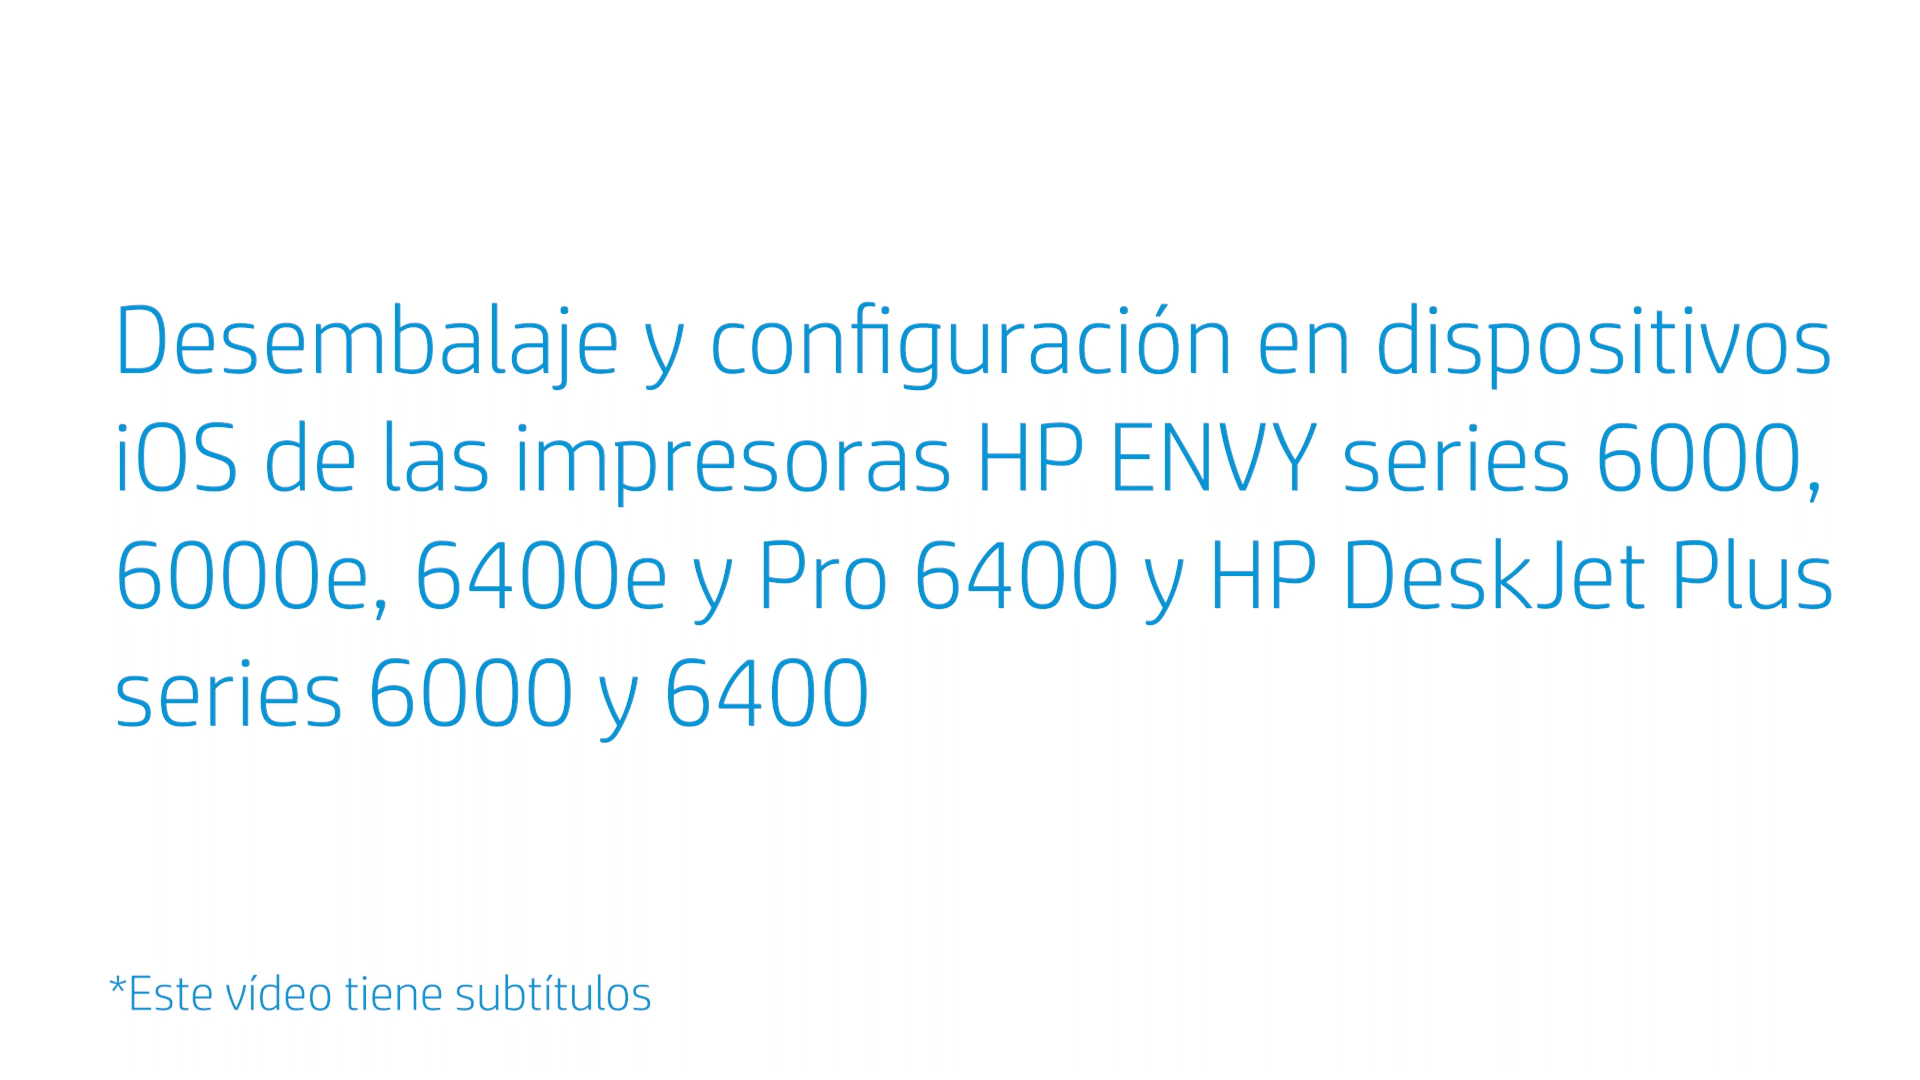 Desembalaje y configuración en dispositivos
iOS de las impresoras HP ENVY series 6000,
6000e, 6400e y Pro 6400 y HP DeskJet Plus
series 6000 y 6400
*Este vídeo tiene subtítulos